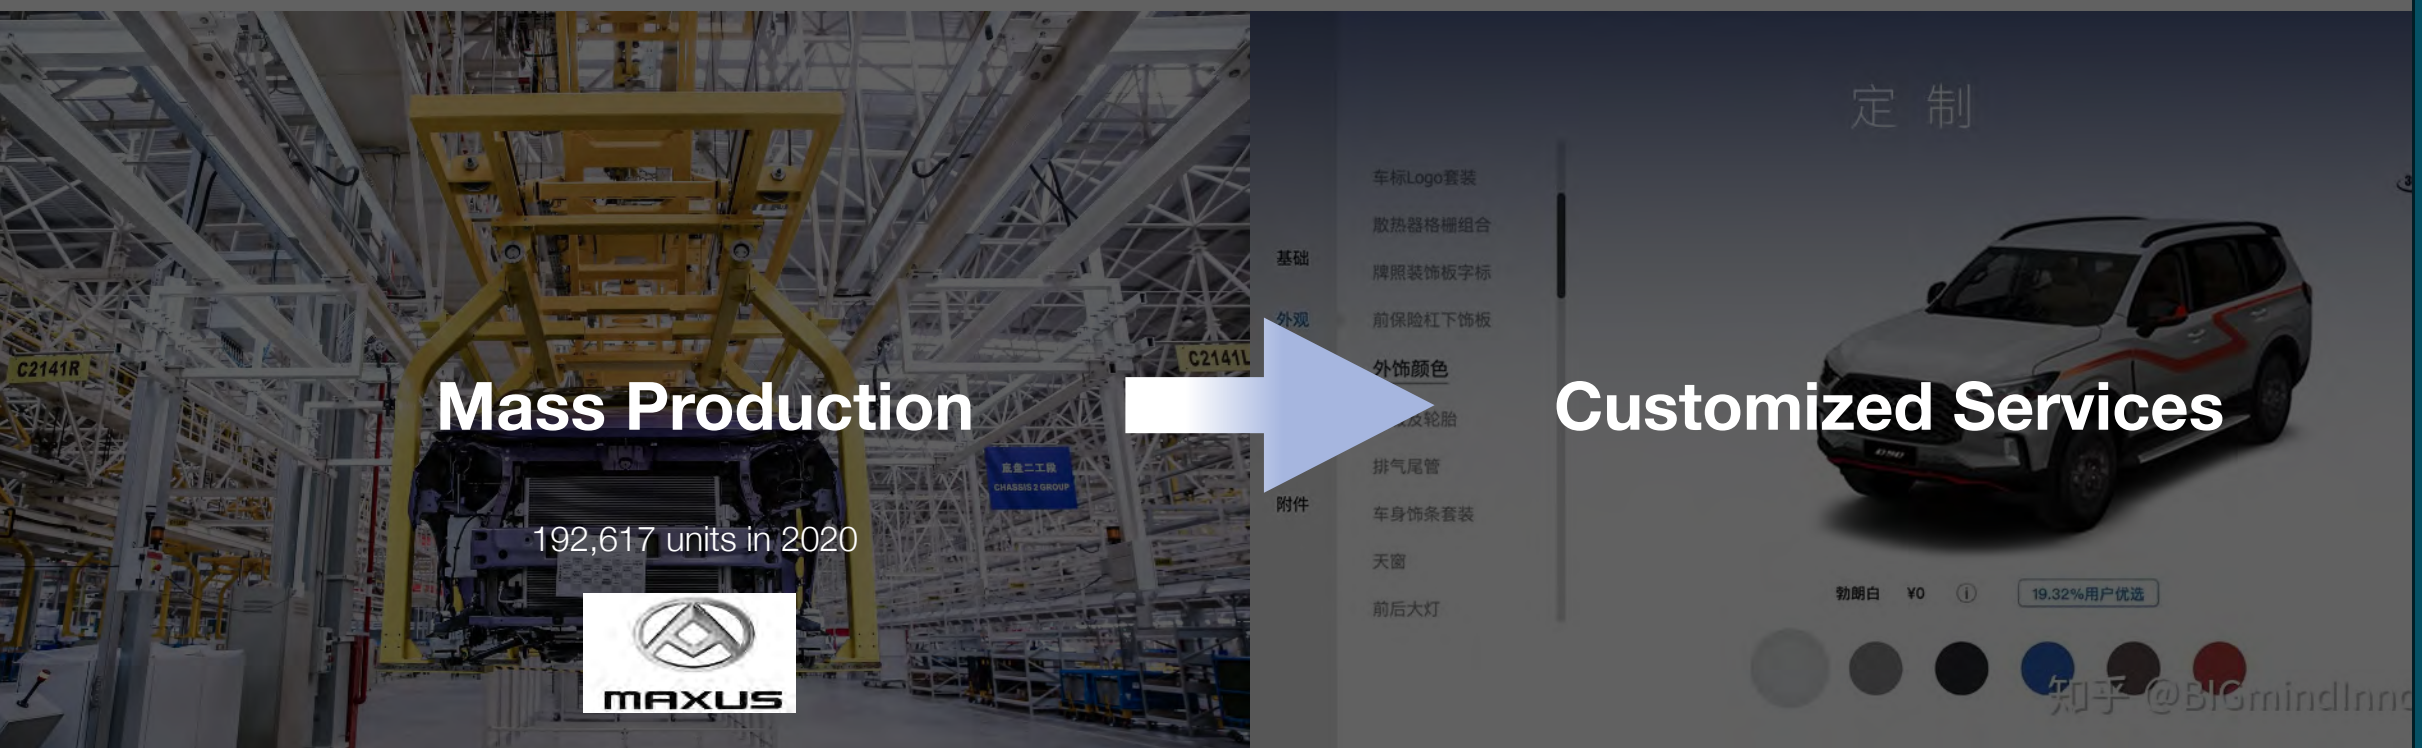 C2141R
C2141L
底盘二工段
CHASSIS 2 GROUP
Mass Production
192,617 units in 2020
MAXUS
定制
基础
外观
附件
车标Logo套装
散热器格栅组合
牌照装饰板字标
前保险杠下饰板
外饰颜色
及轮胎
排气尾管
车身饰条套装
天窗
前后大灯
Customized Services
D90
勃朗白 ¥0 19.32%用户优选
知乎 @BIGmindInno